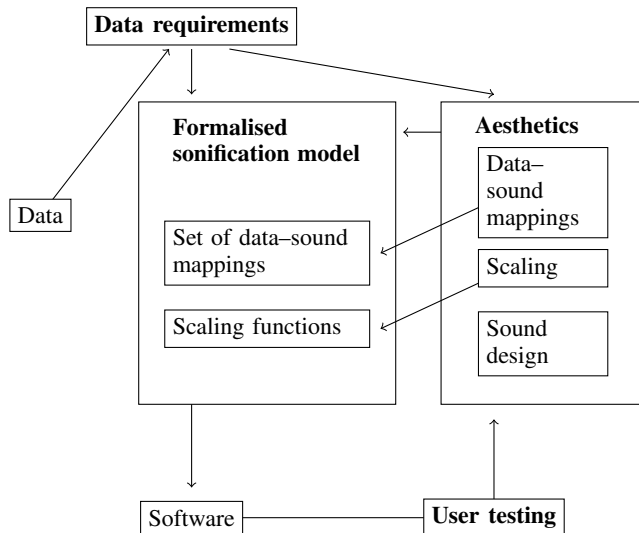 Data requirements
Formalised
sonification model
Aesthetics
Data–
sound
mappings
Data
Set of data–sound
mappings
Scaling
Scaling functions
Sound
design
Software
User testing